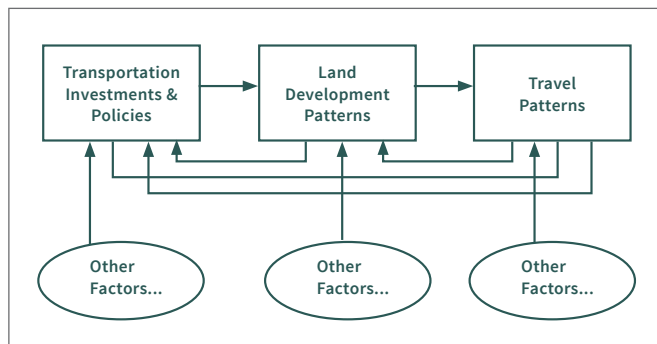 Transportation
Investments &
Policies
Land
Development
Patterns
Travel
Patterns
Other
Factors...
Other
Factors...
Other
Factors...